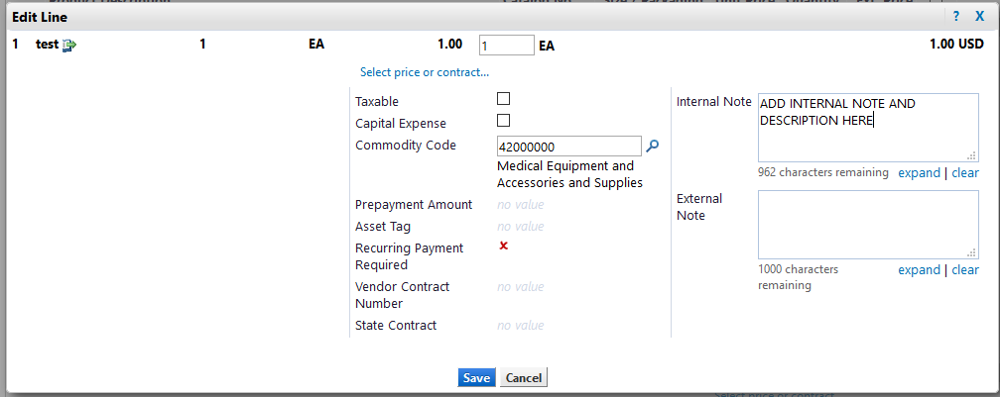 Edit Line ? X
1 test 1 EA 1.00 1 EA 1.00 USD
Select price or contract...
Taxable
Capital Expense
Commodity Code 42000000
Medical Equipment and
Accessories and Supplies
Prepayment Amount no value
Asset Tag no value
Recurring Payment
Required
Vendor Contract no value
Number
State Contract no value
Internal Note ADD INTERNAL NOTE AND
DESCRIPTION HERE
962 characters remaining expand | clear
External
Note
1000 characters expand | clear
remaining
Save Cancel